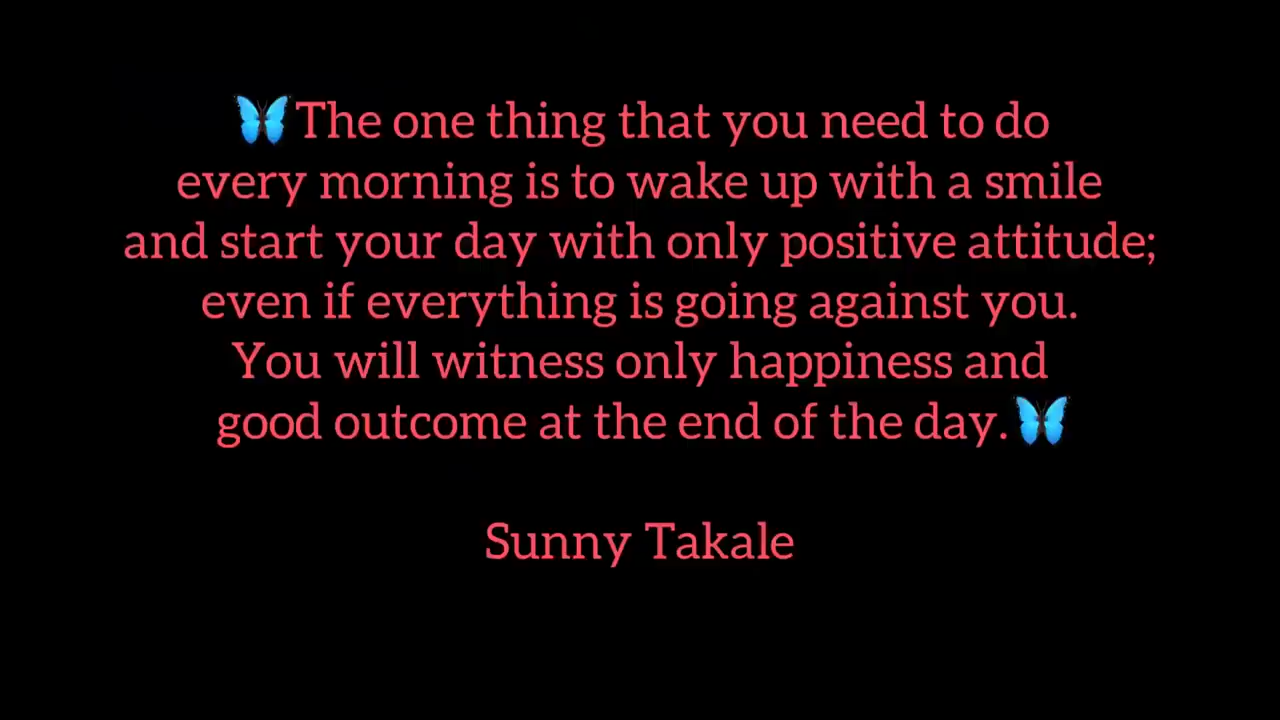 🦋The one thing that you need to do
every morning is to wake up with a smile
and start your day with only positive attitude;
even if everything is going against you.
You will witness only happiness and
good outcome at the end of the day.🦋
Sunny Takale